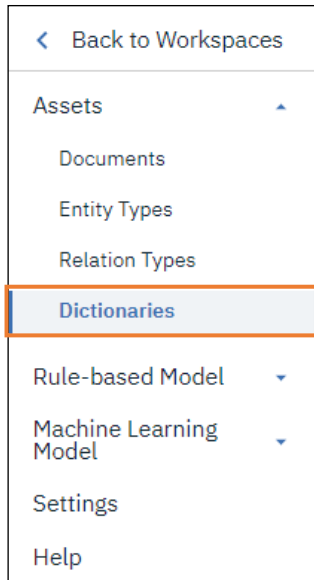 Back to Workspaces
Assets
Documents
Entity Types
Relation Types
Dictionaries
Rule-based Model
Machine Learning
Model
Settings
Help